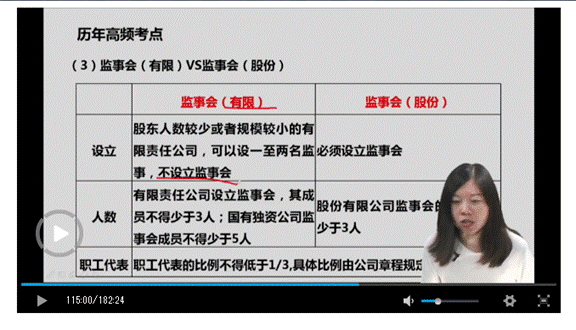 历年高频考点
（3）监事会（有限）VS监事会（股份）
监事会（有限）
监事会（股份）
设立
股东人数较少或者规模较小的有
限责任公司，可以设一至两名监
事，不设立监事会
必须设立监事会
人数
有限责任公司设立监事会，其成
员不得少于3人；国有独资公司监
事会成员不得少于5人
股份有限公司监事会的
少于3人
职工代表
职工代表的比例不得低于1/3,具体比例由公司章程规定
115:00/182:24